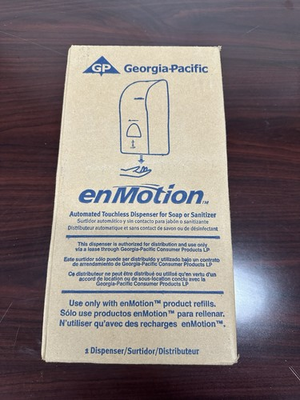 GP Georgia-Pacific
enMotion™
Automated Touchless Dispenser for Soap or Sanitizer
Surtidor automático y sin contacto para jabón o sanitizante
Distributeur automatique et sans contact de savon ou de désinfectant
This dispenser is authorized for distribution and use only
via a lease through Georgia-Pacific Consumer Products LP
Este surtidor sólo puede ser distribuido y utilizado bajo un contrato
de arrendamiento de Georgia-Pacific Consumer Products LP
Ce distributeur ne peut être distribué ou utilisé qu'en vertu d'un
accord de location ou de sous-location conclu avec la
Georgia-Pacific Consumer Products LP
Use only with enMotion™ product refills.
Sólo use productos enMotion™ para rellenar.
N'utiliser qu'avec des recharges enMotion™.
1 Dispenser/Surtidor/Distributeur